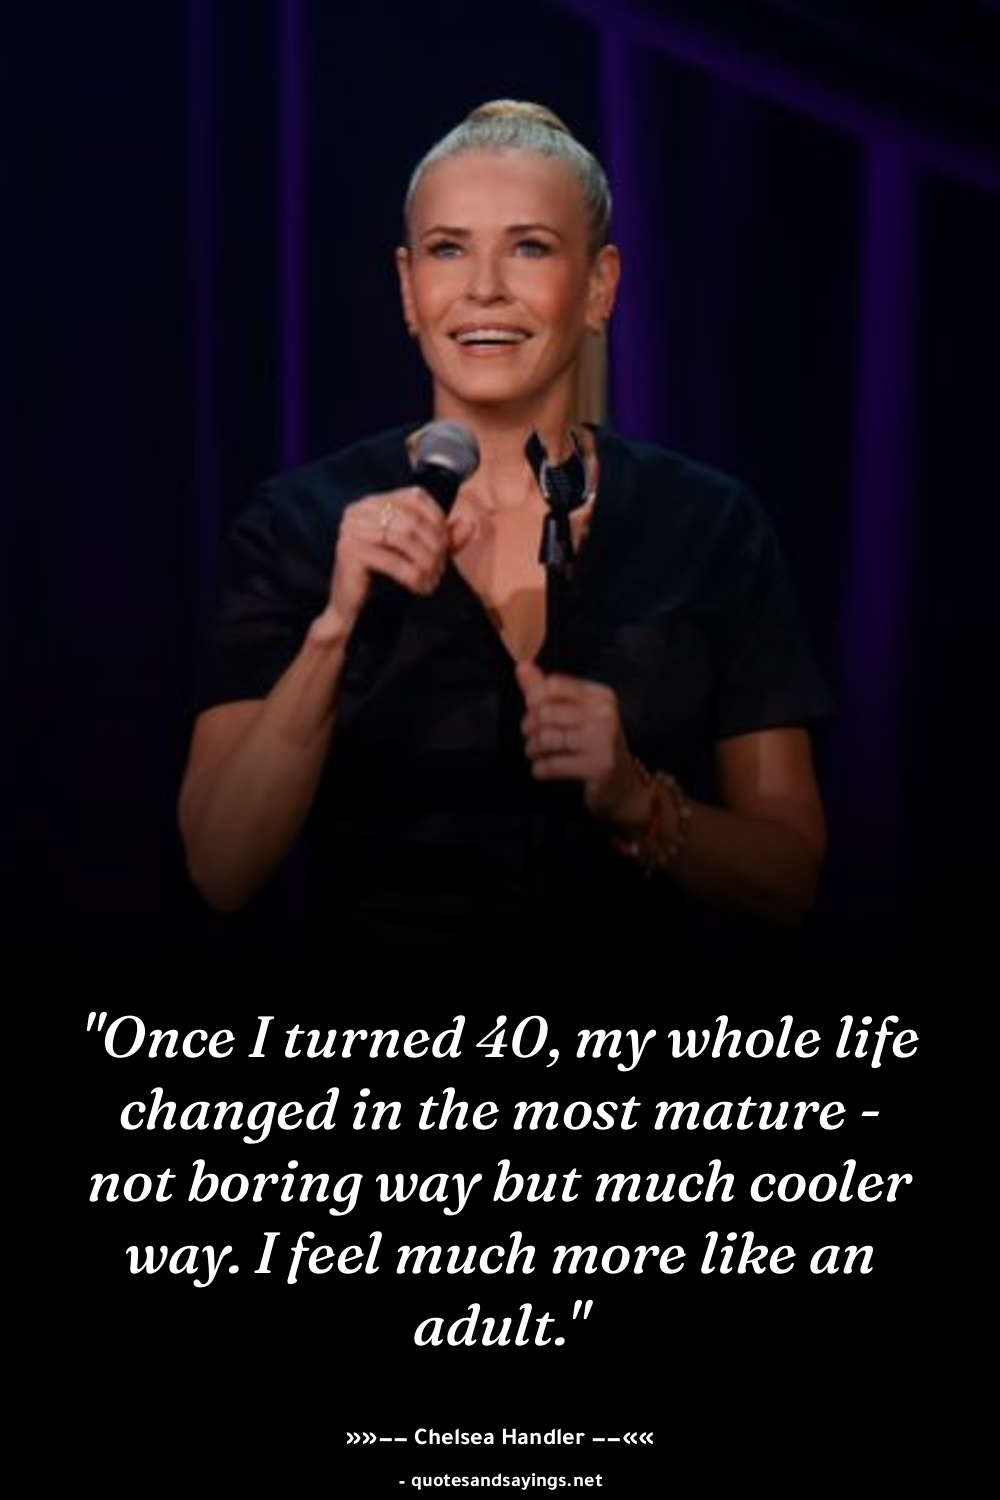 "Once I turned 40, my whole life
changed in the most mature -
not boring way but much cooler
way. I feel much more like an
adult."
»»−− Chelsea Handler −−««
- quotesandsayings.net